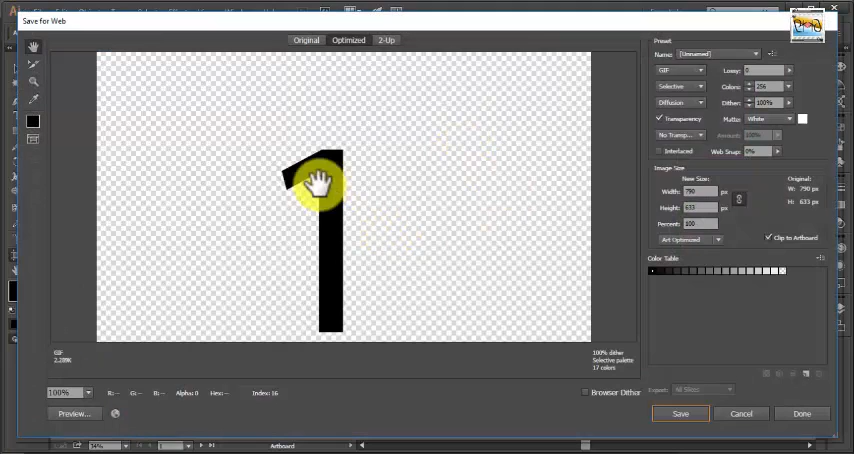 Save for Web
Original
Optimized
2-Up
Preset
Name: [Unnamed]
GIF
Lossy: 0
Selective
Colors: 256
Diffusion
Dither: 100%
Transparency
Matte: White
No Transp...
Amount: 100%
Interlaced
Web Snap: 0%
Image Size
New Size:
Original:
Width: 790 px
W: 790 px
Height: 633 px
H: 633 px
Percent: 100
Art Optimized
Clip to Artboard
Color Table
1
GIF
2.289K
100% dither
Selective palette
17 colors
100%
R: --
G: --
B: --
Alpha: 0
Hex: --
Index: 16
Browser Dither
Export: All Slices
Preview...
Save
Cancel
Done
34%
1
Artboard